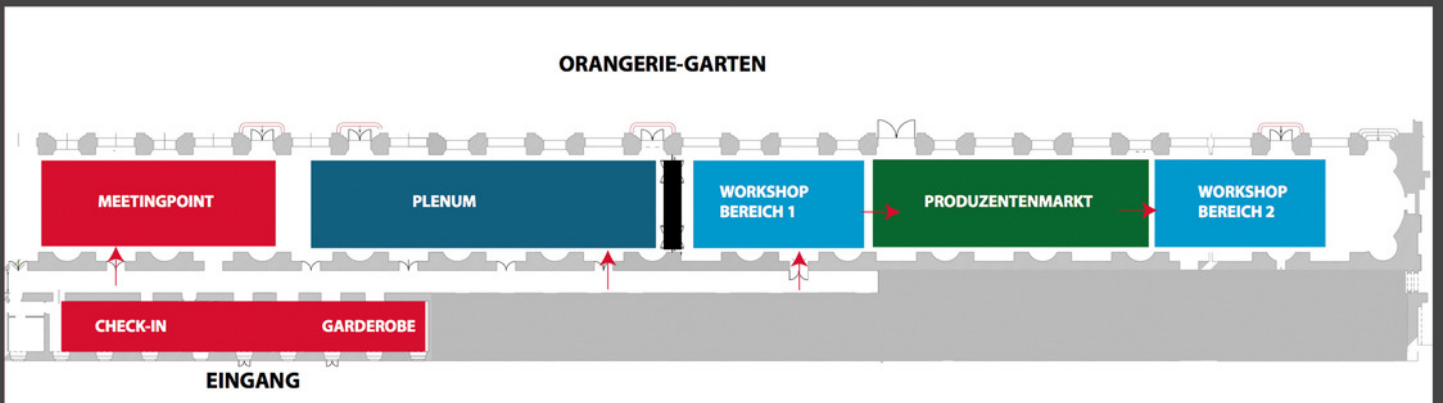 ORANGERIE-GARTEN
MEETINGPOINT
PLENUM
WORKSHOP
BEREICH 1
PRODUZENTENMARKT
WORKSHOP
BEREICH 2
CHECK-IN
GARDEROBE
EINGANG